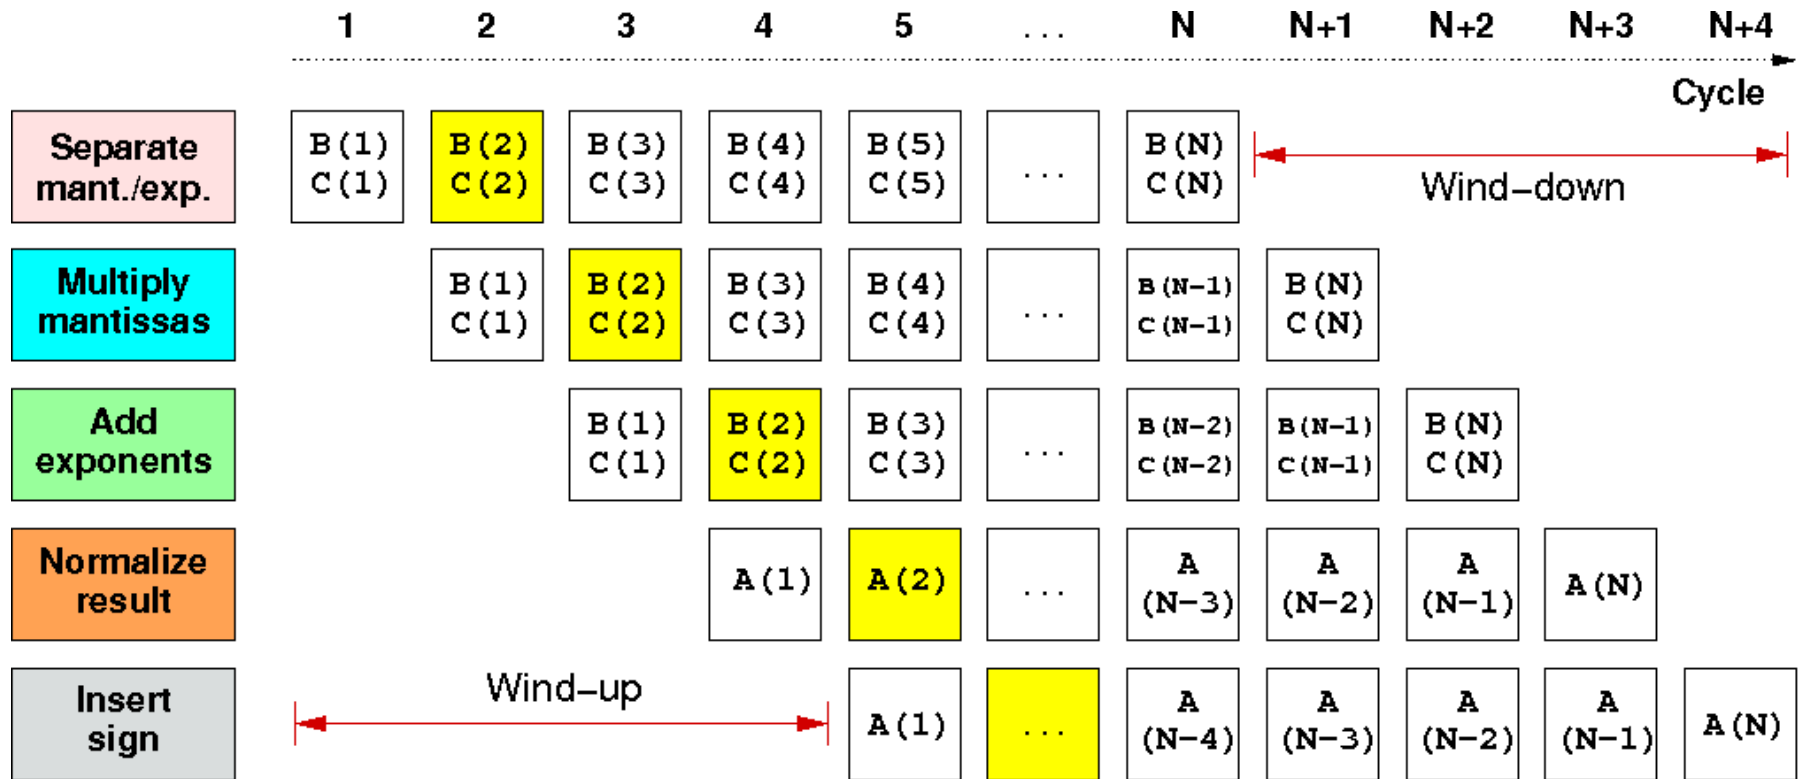 1 2 3 4 5 ... N N+1 N+2 N+3 N+4
Cycle
Separate
mant./exp.
B(1) B(2) B(3) B(4) B(5) ... B(N)
C(1) C(2) C(3) C(4) C(5) C(N)
Wind-down
Multiply
mantissas
B(1) B(2) B(3) B(4) ... B(N-1) B(N)
C(1) C(2) C(3) C(4) C(N-1) C(N)
Add
exponents
B(1) B(2) B(3) ... B(N-2) B(N-1) B(N)
C(1) C(2) C(3) C(N-2) C(N-1) C(N)
Normalize
result
A(1) A(2) ... A A A A(N)
(N-3) (N-2) (N-1)
Insert
sign
Wind-up
A(1) ... A A A A A(N)
(N-4) (N-3) (N-2) (N-1)